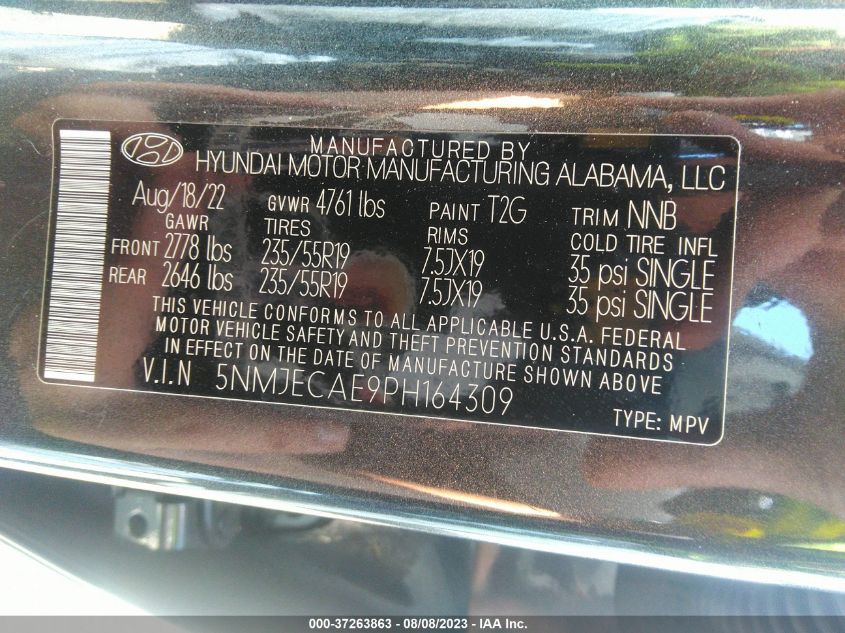 MANUFACTURED BY
HYUNDAI MOTOR MANUFACTURING ALABAMA, LLC
Aug/18/22 GVWR 4761 lbs PAINT T2G TRIM NNB
GAWR TIRES RIMS COLD TIRE INFL
FRONT 2778 lbs 235/55R19 7.5JX19 35 psi SINGLE
REAR 2646 lbs 235/55R19 7.5JX19 35 psi SINGLE
THIS VEHICLE CONFORMS TO ALL APPLICABLE U.S.A. FEDERAL
MOTOR VEHICLE SAFETY AND THEFT PREVENTION STANDARDS
IN EFFECT ON THE DATE OF MANUFACTURE SHOWN ABOVE
V.I.N 5NMJECAE9PH164309
TYPE: MPV
000-37263863 - 08/08/2023 - IAA Inc.